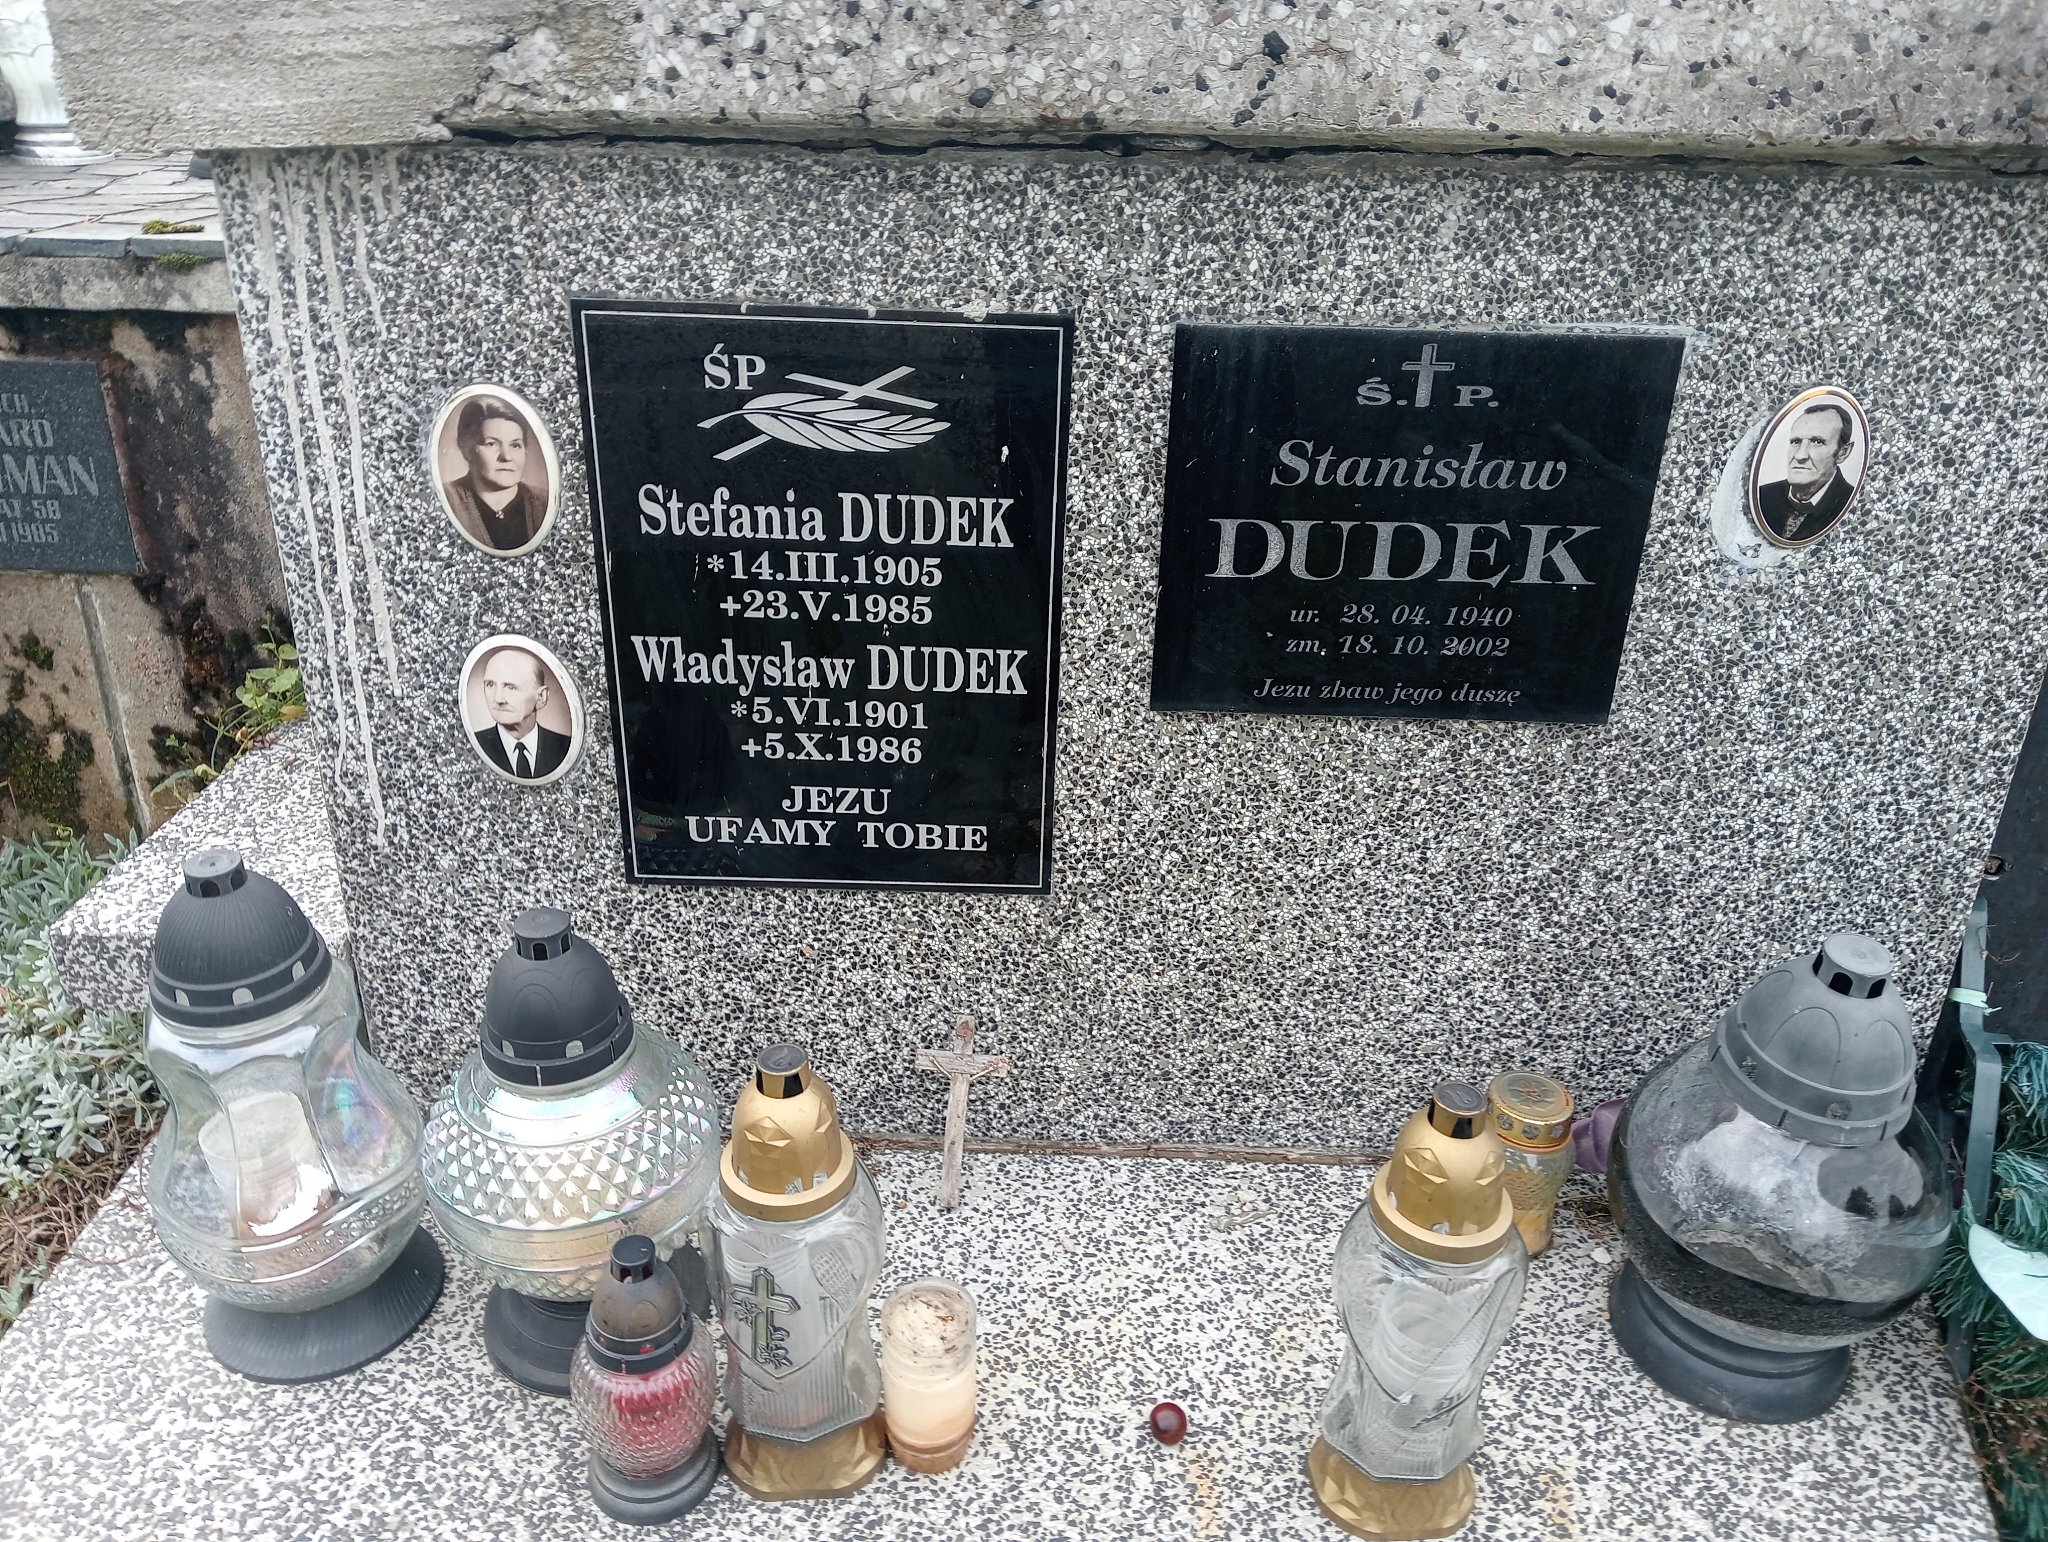 ŚP
Stefania DUDEK
*14.III.1905
+23.V.1985
Władysław DUDEK
*5.VI.1901
+5.X.1986
JEZU
UFAMY TOBIE
Ś. P.
Stanisław
DUDEK
ur. 28. 04. 1940
zm. 18. 10. 2002
Jezu zbaw jego duszę